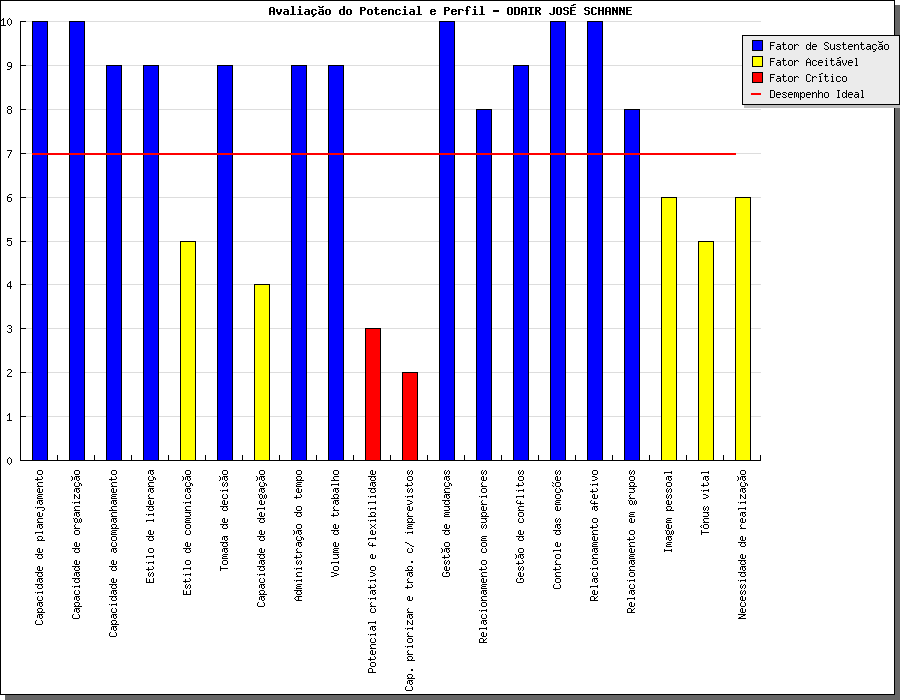 Avaliação do Potencial e Perfil - ODAIR JOSÉ SCHANNE
Fator de Sustentação
Fator Aceitável
Fator Crítico
Desempenho Ideal
10
9
8
7
6
5
4
3
2
1
0
Capacidade de planejamento
Capacidade de organização
Capacidade de acompanhamento
Estilo de liderança
Estilo de comunicação
Tomada de decisão
Capacidade de delegação
Administração do tempo
Volume de trabalho
Potencial criativo e flexibilidade
Cap. priorizar e trab. c/ imprevistos
Gestão de mudanças
Relacionamento com superiores
Gestão de conflitos
Controle das emoções
Relacionamento afetivo
Relacionamento em grupos
Imagem pessoal
Tônus vital
Necessidade de realização